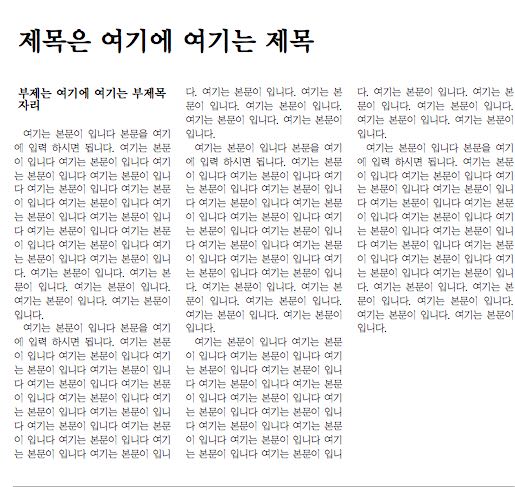 제목은 여기에 여기는 제목
부제는 여기에 여기는 부제목
자리
여기는 본문이 입니다 본문을 여기
에 입력 하시면 됩니다. 여기는 본문
이 입니다 여기는 본문이 입니다 여기
는 본문이 입니다 여기는 본문이 입니
다 여기는 본문이 입니다 여기는 본문
이 입니다 여기는 본문이 입니다 여기
는 본문이 입니다 여기는 본문이 입니
다 여기는 본문이 입니다 여기는 본문
이 입니다 여기는 본문이 입니다 여기
는 본문이 입니다 여기는 본문이 입니
다. 여기는 본문이 입니다. 여기는 본
문이 입니다. 여기는 본문이 입니다.
여기는 본문이 입니다. 여기는 본문이
입니다.
여기는 본문이 입니다 본문을 여기
에 입력 하시면 됩니다. 여기는 본문
이 입니다 여기는 본문이 입니다 여기
는 본문이 입니다 여기는 본문이 입니
다 여기는 본문이 입니다 여기는 본문
이 입니다 여기는 본문이 입니다 여기
는 본문이 입니다 여기는 본문이 입니
다 여기는 본문이 입니다 여기는 본문
이 입니다 여기는 본문이 입니다 여기
는 본문이 입니다 여기는 본문이 입니
다. 여기는 본문이 입니다. 여기는 본
문이 입니다. 여기는 본문이 입니다.
여기는 본문이 입니다. 여기는 본문이
입니다.
여기는 본문이 입니다 본문을 여기
에 입력 하시면 됩니다. 여기는 본문
이 입니다 여기는 본문이 입니다 여기
는 본문이 입니다 여기는 본문이 입니
다 여기는 본문이 입니다 여기는 본문
이 입니다 여기는 본문이 입니다 여기
는 본문이 입니다 여기는 본문이 입니
다 여기는 본문이 입니다 여기는 본문
이 입니다 여기는 본문이 입니다 여기
는 본문이 입니다 여기는 본문이 입니
다. 여기는 본문이 입니다. 여기는 본
문이 입니다. 여기는 본문이 입니다.
여기는 본문이 입니다. 여기는 본문이
입니다.
여기는 본문이 입니다 여기는 본문
이 입니다 여기는 본문이 입니다 여기
는 본문이 입니다 여기는 본문이 입니
다 여기는 본문이 입니다 여기는 본문
이 입니다 여기는 본문이 입니다 여기
는 본문이 입니다 여기는 본문이 입니
다 여기는 본문이 입니다 여기는 본문
이 입니다 여기는 본문이 입니다 여기
는 본문이 입니다 여기는 본문이 입니
다. 여기는 본문이 입니다. 여기는 본
문이 입니다. 여기는 본문이 입니다.
여기는 본문이 입니다. 여기는 본문이
입니다.
여기는 본문이 입니다 본문을 여기
에 입력 하시면 됩니다. 여기는 본문
이 입니다 여기는 본문이 입니다 여기
는 본문이 입니다 여기는 본문이 입니
다 여기는 본문이 입니다 여기는 본문
이 입니다 여기는 본문이 입니다 여기
는 본문이 입니다 여기는 본문이 입니
다 여기는 본문이 입니다 여기는 본문
이 입니다 여기는 본문이 입니다 여기
는 본문이 입니다 여기는 본문이 입니
다. 여기는 본문이 입니다. 여기는 본
문이 입니다. 여기는 본문이 입니다.
여기는 본문이 입니다. 여기는 본문이
입니다.